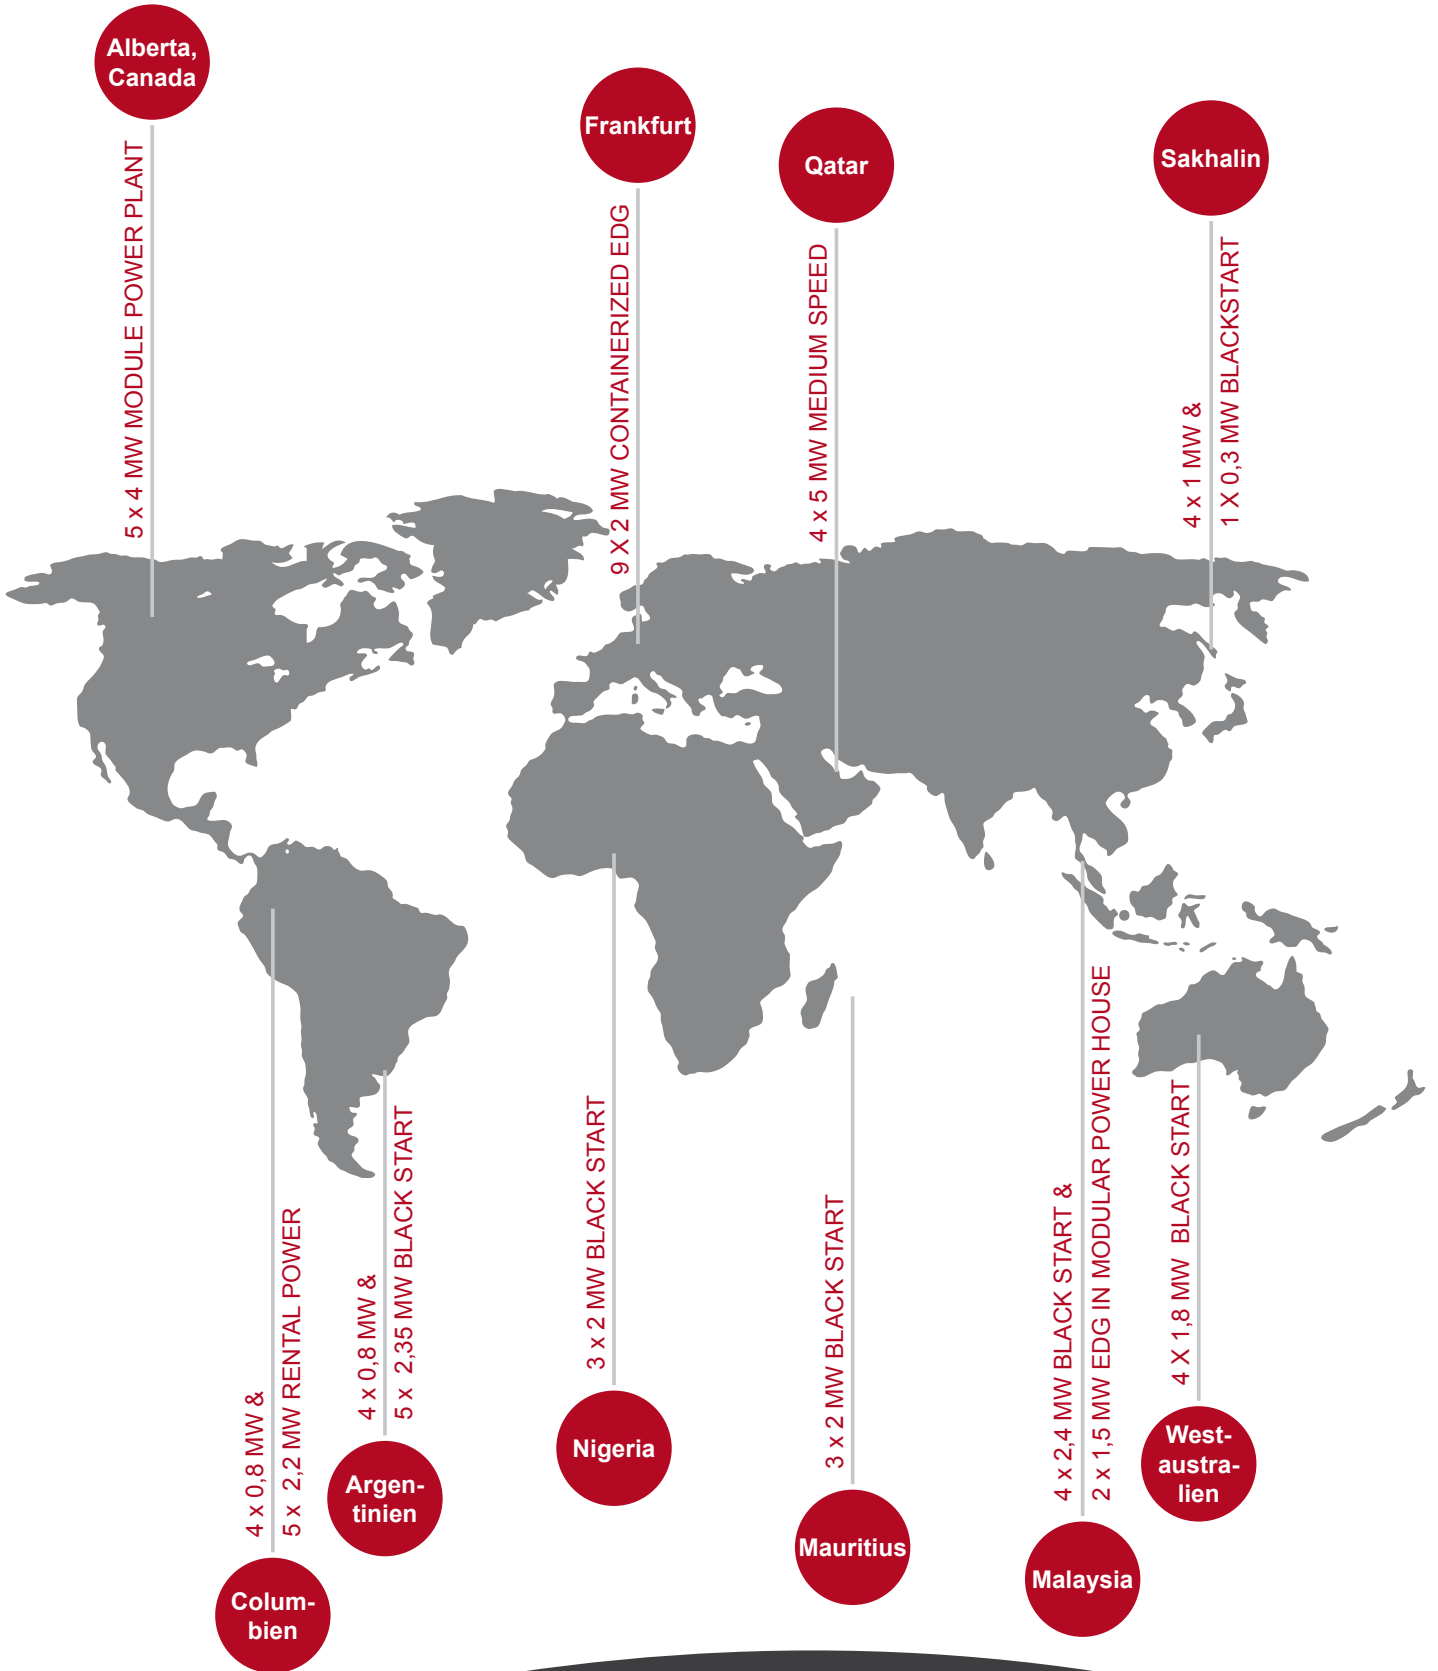 Alberta,
Canada
5 x 4 MW MODULE POWER PLANT
Frankfurt
9 X 2 MW CONTAINERIZED EDG
Qatar
4 x 5 MW MEDIUM SPEED
Sakhalin
4 x 1 MW &
1 X 0,3 MW BLACKSTART
4 x 0,8 MW &
5 x 2,2 MW RENTAL POWER
Colum-
bien
4 x 0,8 MW &
5 x 2,35 MW BLACK START
Argen-
tinien
3 x 2 MW BLACK START
Nigeria
3 x 2 MW BLACK START
Mauritius
4 x 2,4 MW BLACK START &
2 x 1,5 MW EDG IN MODULAR POWER HOUSE
Malaysia
4 X 1,8 MW BLACK START
West-
austra-
lien